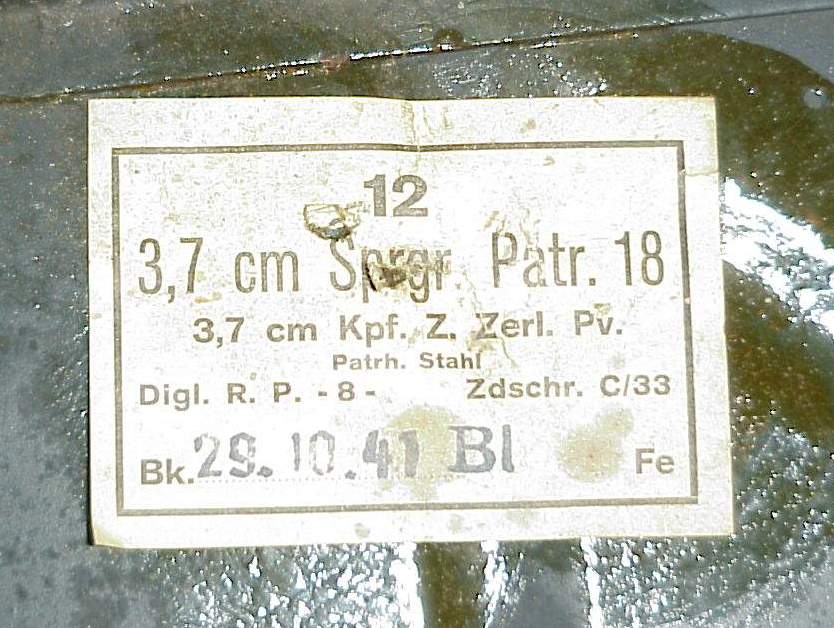 12
3,7 cm Sprgr. Patr. 18
3,7 cm Kpf. Z. Zerl. Pv.
Patrh. Stahl
Digl. R. P. - 8 - Zdschr. C/33
Bk. 29.10.41 Bl Fe